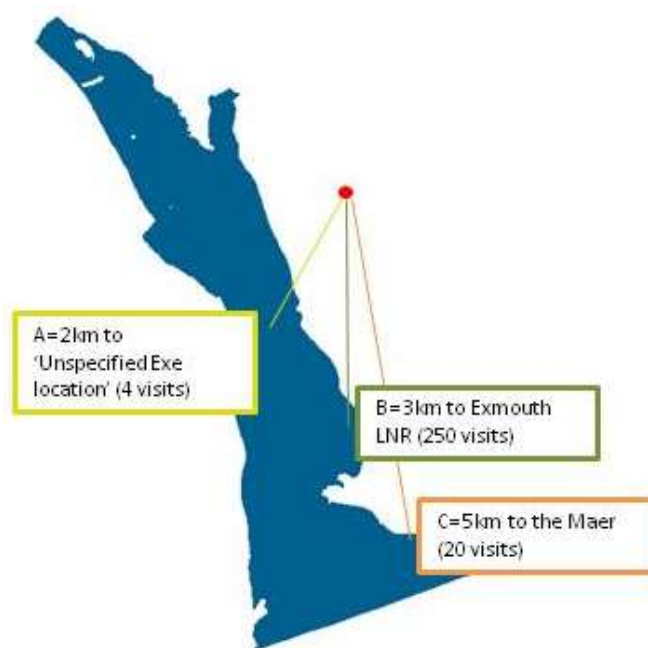 A=2km to
‘Unspecified Exe
location’ (4 visits)
B=3km to Exmouth
LNR (250 visits)
C=5km to the Maer
(20 visits)